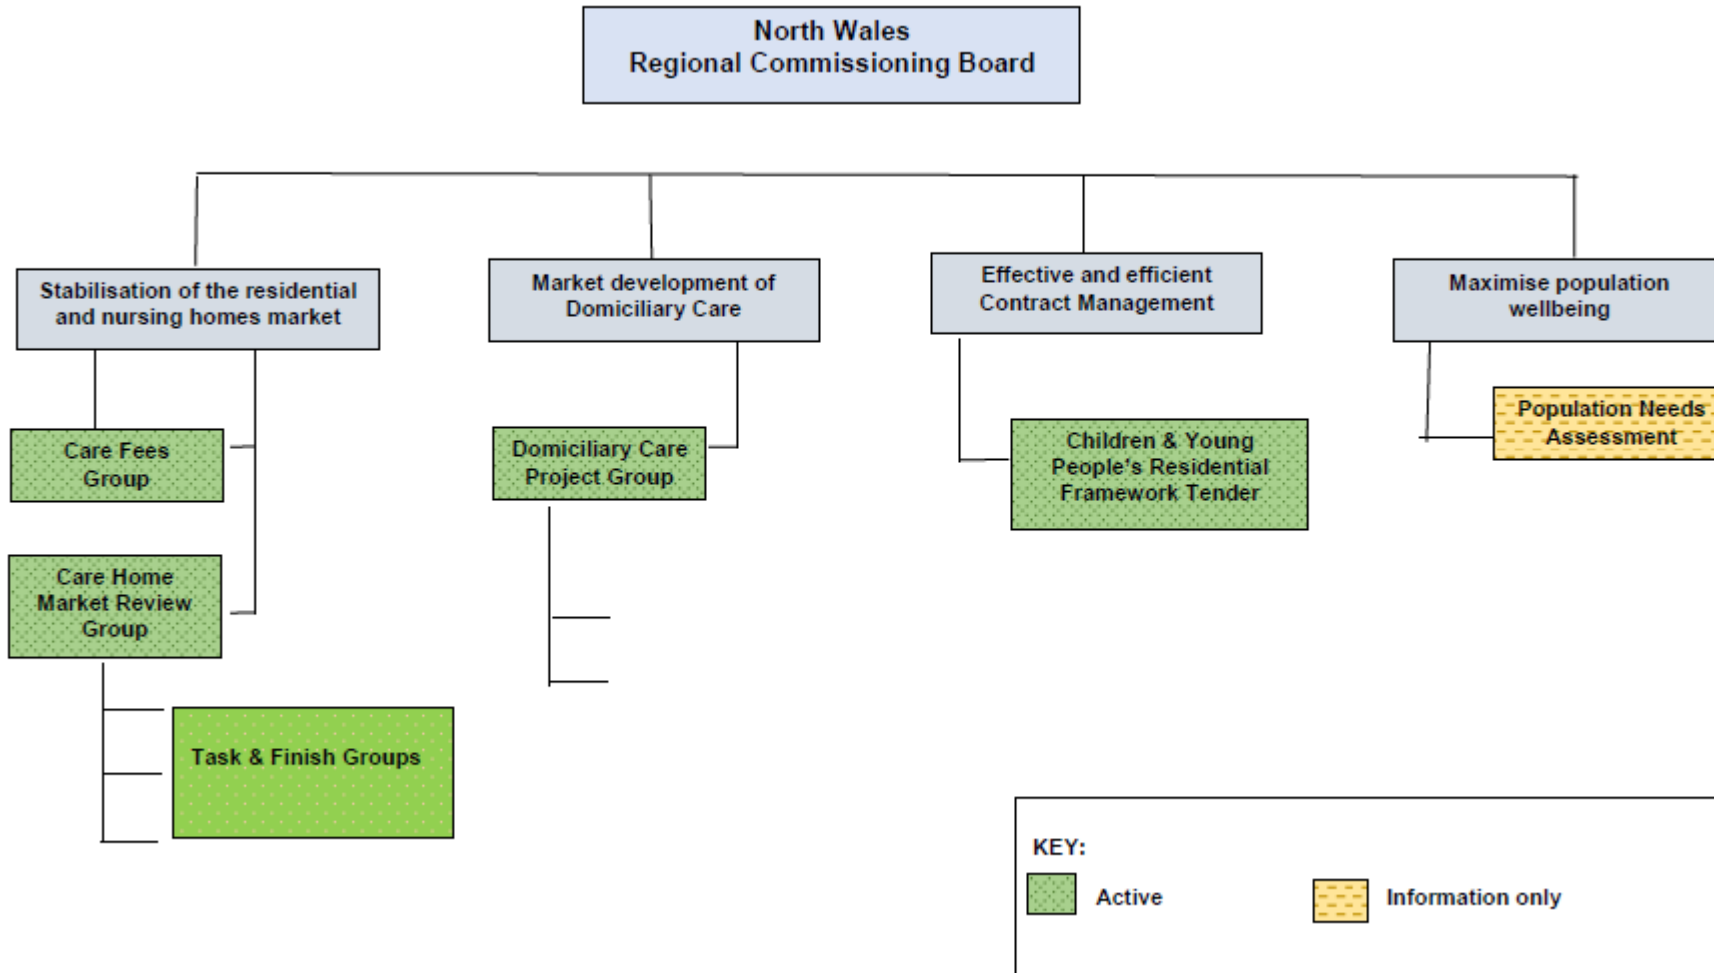 North Wales
Regional Commissioning Board
Stabilisation of the residential
and nursing homes market
Market development of
Domiciliary Care
Effective and efficient
Contract Management
Maximise population
wellbeing
Care Fees
Group
Domiciliary Care
Project Group
Children & Young
People's Residential
Framework Tender
Population Needs
Assessment
Care Home
Market Review
Group
Task & Finish Groups
KEY:
Active
Information only